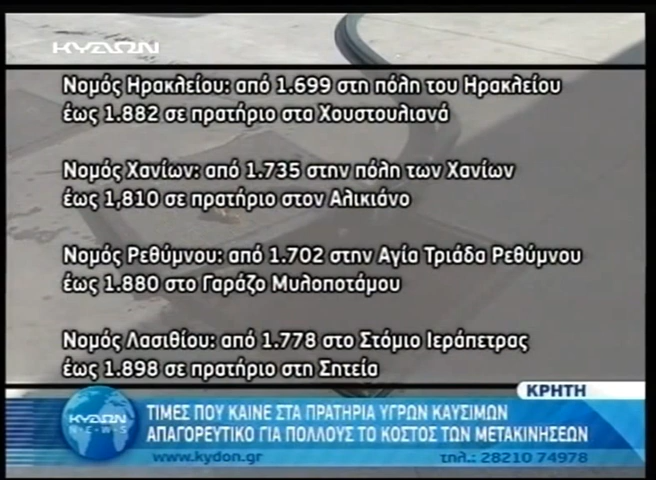 ΚΥΔΩΝ
Νομός Ηρακλείου: από 1.699 στη πόλη του Ηρακλείου
έως 1.882 σε πρατήριο στα Χουστουλιανά
Νομός Χανίων: από 1.735 στην πόλη των Χανίων
έως 1,810 σε πρατήριο στον Αλικιάνο
Νομός Ρεθύμνου: από 1.702 στην Αγία Τριάδα Ρεθύμνου
έως 1.880 στο Γαράζο Μυλοποτάμου
Νομός Λασιθίου: από 1.778 στο Στόμιο Ιεράπετρας
έως 1.898 σε πρατήριο στη Σητεία
ΚΡΗΤΗ
ΚΥΔΩΝ
NEWS
ΤΙΜΕΣ ΠΟΥ ΚΑΙΝΕ ΣΤΑ ΠΡΑΤΗΡΙΑ ΥΓΡΩΝ ΚΑΥΣΙΜΩΝ
ΑΠΑΓΟΡΕΥΤΙΚΟ ΓΙΑ ΠΟΛΛΟΥΣ ΤΟ ΚΟΣΤΟΣ ΤΩΝ ΜΕΤΑΚΙΝΗΣΕΩΝ
www.kydon.gr τηλ.: 28210 74978